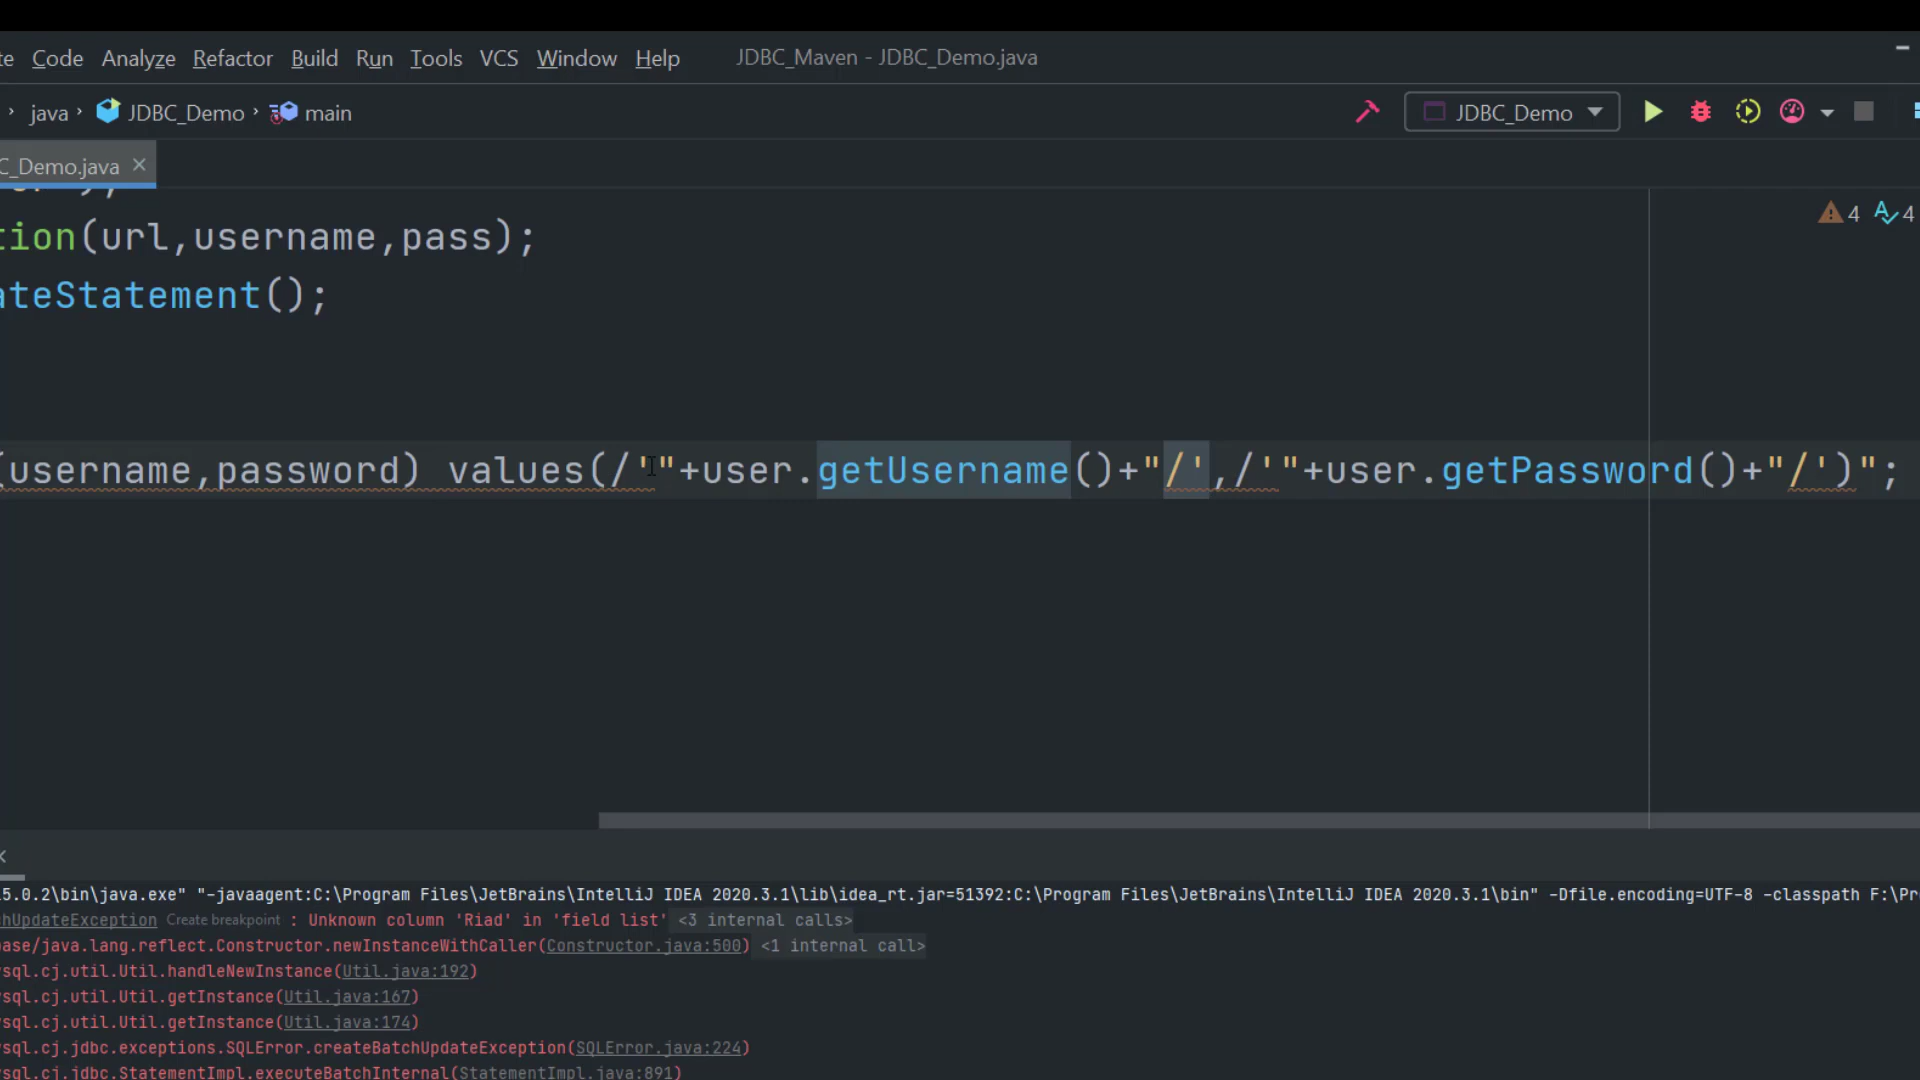 te Code Analyze Refactor Build Run Tools VCS Window Help JDBC_Maven - JDBC_Demo.java
java JDBC_Demo main JDBC_Demo
C_Demo.java
4 4
tion(url,username,pass);
ateStatement();
(username,password) values(/'"+user.getUsername()+"/',/'"+user.getPassword()+"/')";
5.0.2\bin\java.exe" "-javaagent:C:\Program Files\JetBrains\IntelliJ IDEA 2020.3.1\lib\idea_rt.jar=51392:C:\Program Files\JetBrains\IntelliJ IDEA 2020.3.1\bin" -Dfile.encoding=UTF-8 -classpath F:\Pr
hUpdateException Create breakpoint : Unknown column 'Riad' in 'field list' <3 internal calls>
base/java.lang.reflect.Constructor.newInstanceWithCaller(Constructor.java:500) <1 internal call>
sql.cj.util.Util.handleNewInstance(Util.java:192)
sql.cj.util.Util.getInstance(Util.java:167)
sql.cj.util.Util.getInstance(Util.java:174)
sql.cj.jdbc.exceptions.SQLError.createBatchUpdateException(SQLError.java:224)
sql.cj.jdbc.StatementImpl.executeBatchInternal(StatementImpl.java:891)